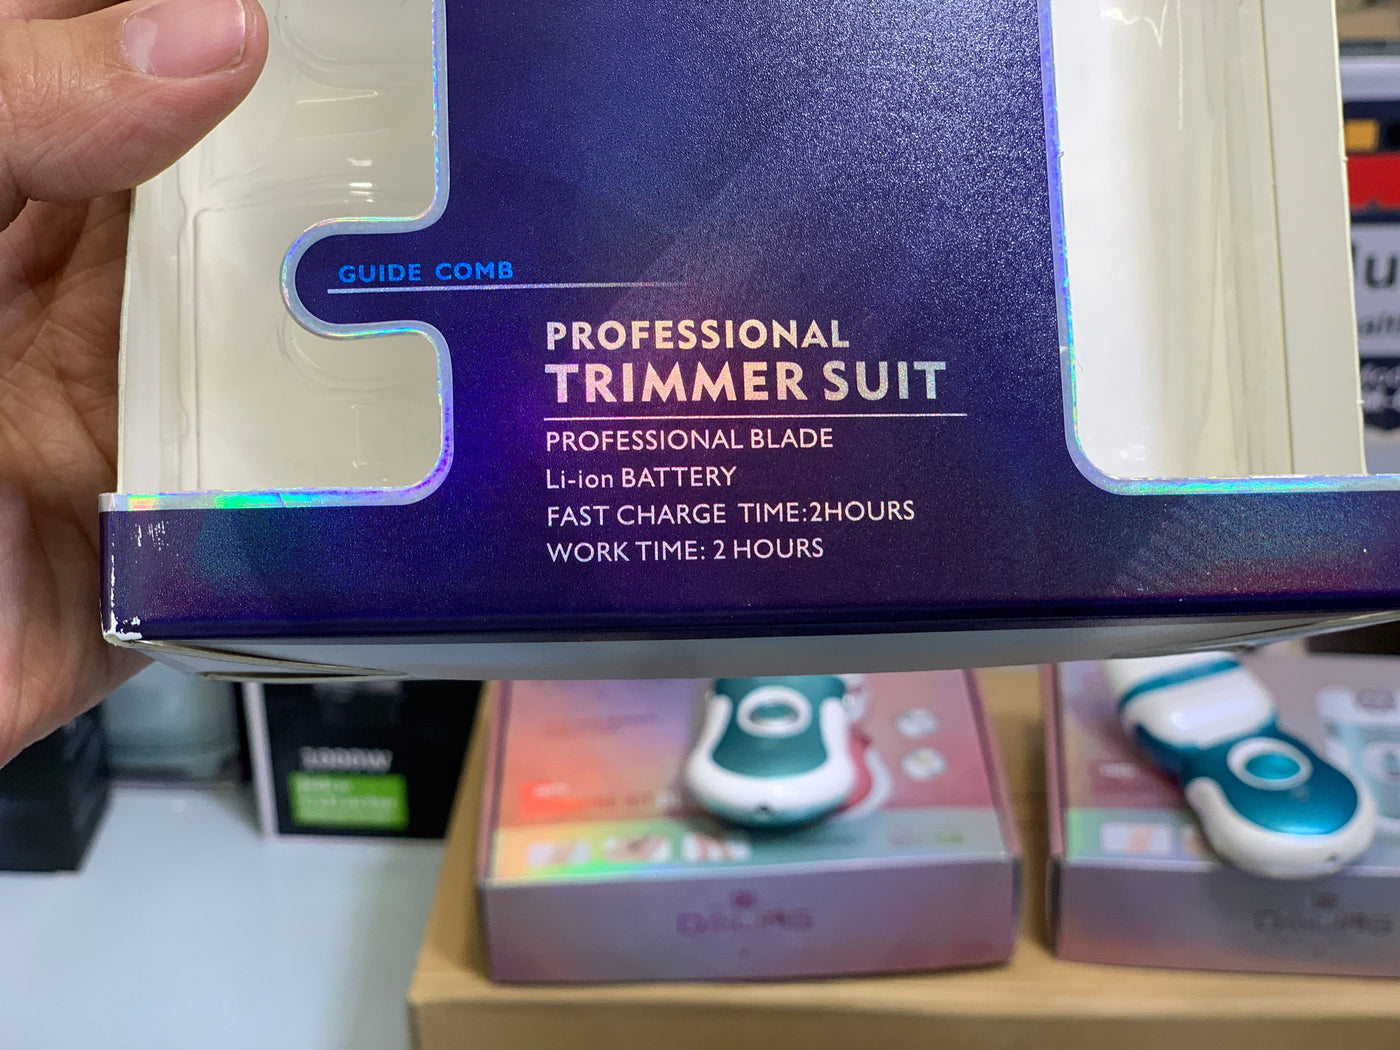 GUIDE COMB
PROFESSIONAL
TRIMMER SUIT
PROFESSIONAL BLADE
Li-ion BATTERY
FAST CHARGE TIME:2HOURS
WORK TIME: 2 HOURS